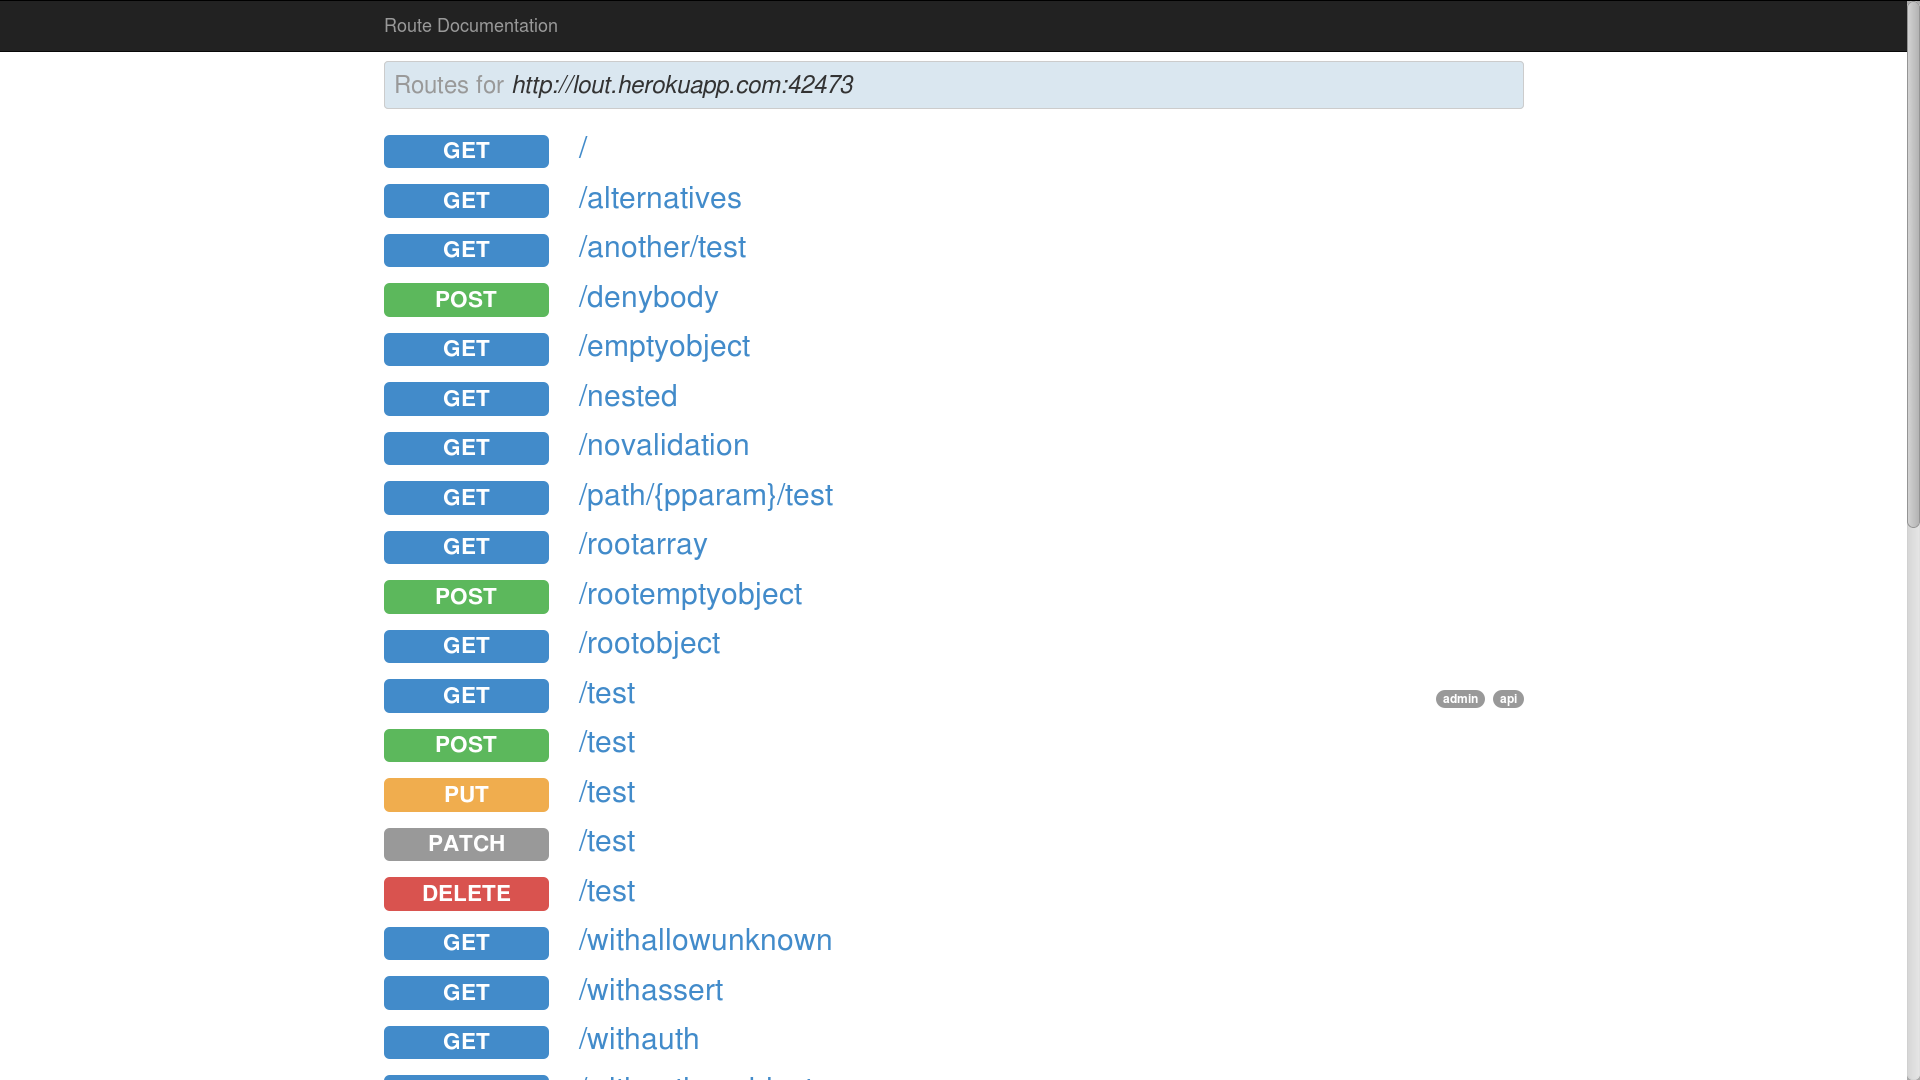 Route Documentation
Routes for http://lout.herokuapp.com:42473
GET /
GET /alternatives
GET /another/test
POST /denybody
GET /emptyobject
GET /nested
GET /novalidation
GET /path/{pparam}/test
GET /rootarray
POST /rootemptyobject
GET /rootobject
GET /test admin api
POST /test
PUT /test
PATCH /test
DELETE /test
GET /withallowunknown
GET /withassert
GET /withauth